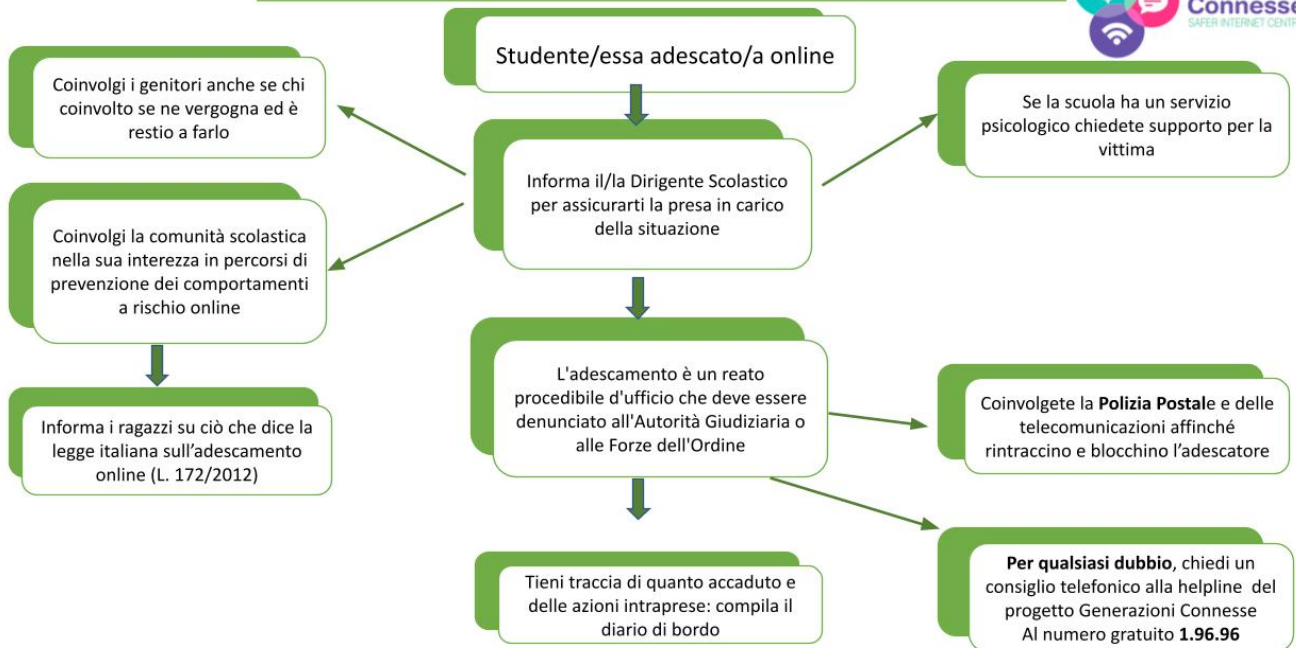 Connesse
SAFER INTERNET CENTR
Studente/essa adescato/a online
Coinvolgi i genitori anche se chi
coinvolto se ne vergogna ed è
restio a farlo
Se la scuola ha un servizio
psicologico chiedete supporto per la
vittima
Informa il/la Dirigente Scolastico
per assicurarti la presa in carico
della situazione
Coinvolgi la comunità scolastica
nella sua interezza in percorsi di
prevenzione dei comportamenti
a rischio online
L'adescamento è un reato
procedibile d'ufficio che deve essere
denunciato all'Autorità Giudiziaria o
alle Forze dell'Ordine
Informa i ragazzi su ciò che dice la
legge italiana sull’adescamento
online (L. 172/2012)
Coinvolgete la Polizia Postale e delle
telecomunicazioni affinché
rintraccino e blocchino l’adescatore
Tieni traccia di quanto accaduto e
delle azioni intraprese: compila il
diario di bordo
Per qualsiasi dubbio, chiedi un
consiglio telefonico alla helpline del
progetto Generazioni Connesse
Al numero gratuito 1.96.96